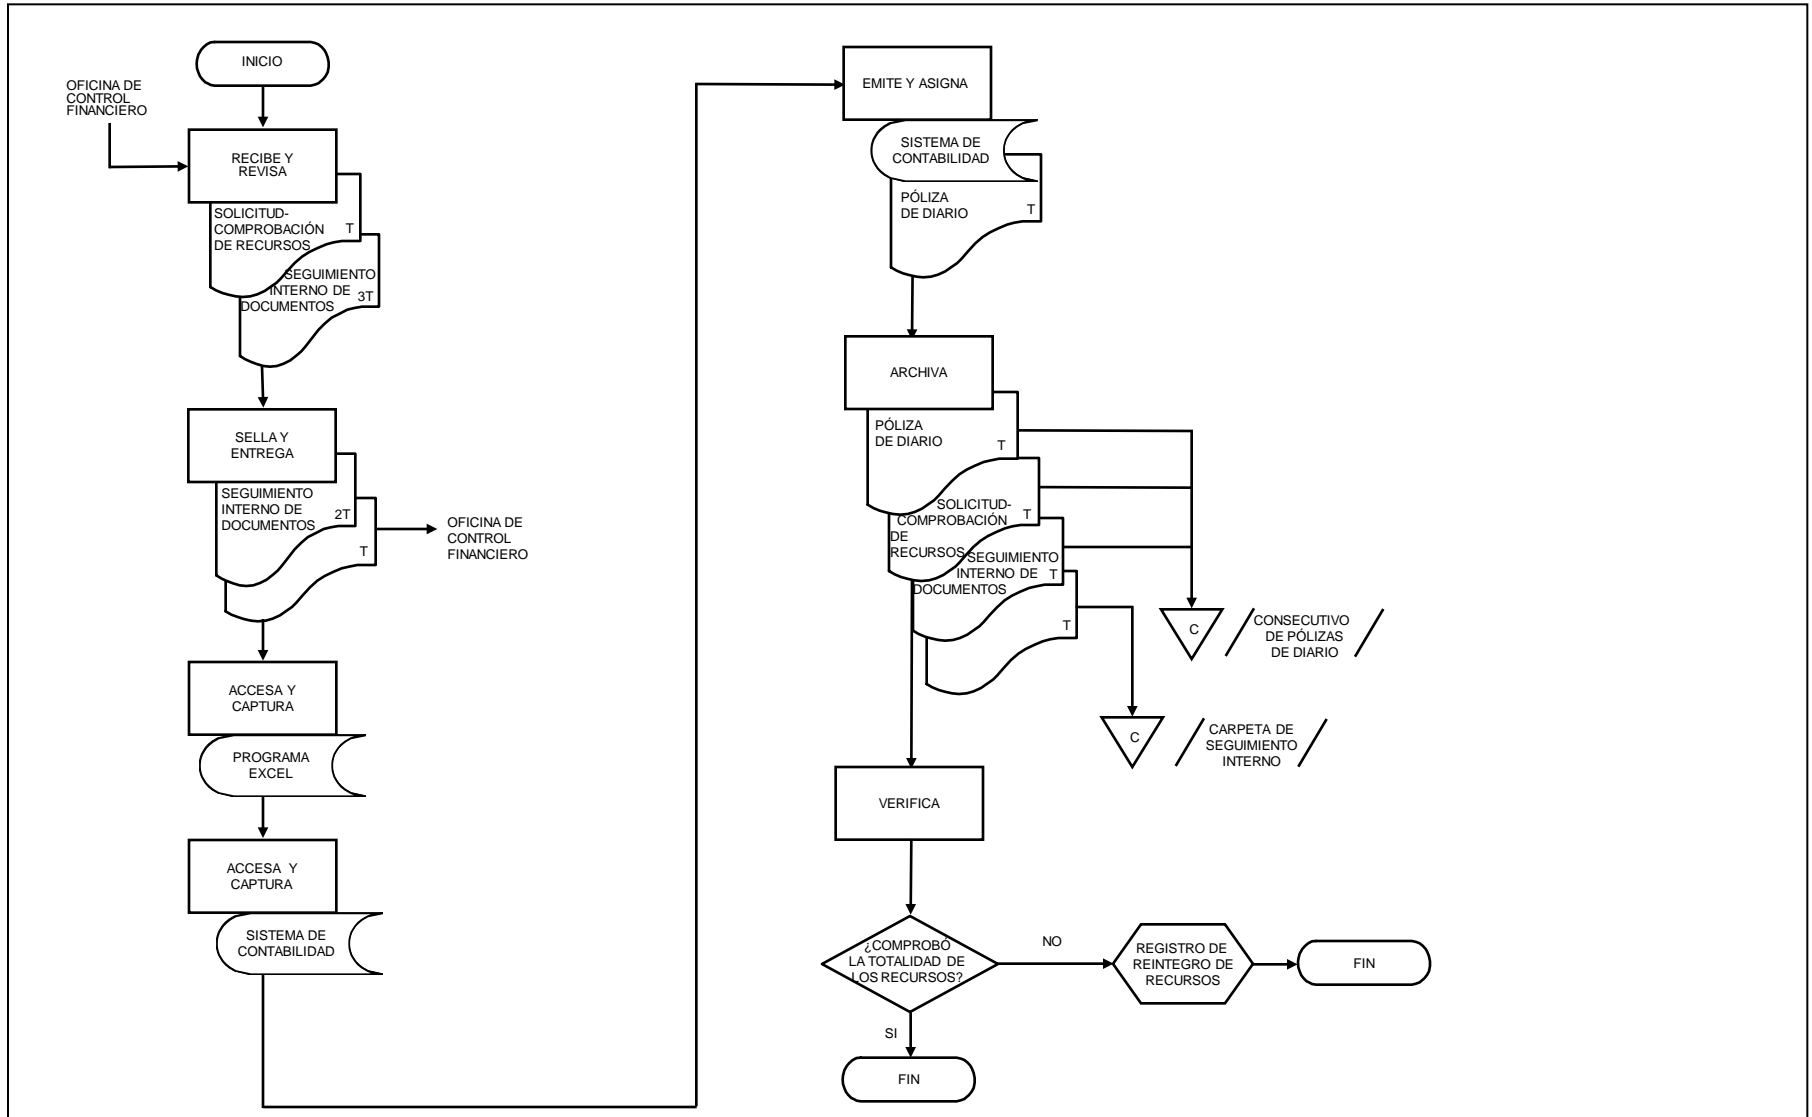 INICIO
OFICINA DE
CONTROL
FINANCIERO
RECIBE Y
REVISA
SOLICITUD-
COMPROBACIÓN
DE RECURSOS
T
SEGUIMIENTO
INTERNO DE
DOCUMENTOS
3T
SELLA Y
ENTREGA
SEGUIMIENTO
INTERNO DE
DOCUMENTOS
2T
T
OFICINA DE
CONTROL
FINANCIERO
ACCESA Y
CAPTURA
PROGRAMA
EXCEL
ACCESA Y
CAPTURA
SISTEMA DE
CONTABILIDAD
EMITE Y ASIGNA
SISTEMA DE
CONTABILIDAD
PÓLIZA
DE DIARIO
T
ARCHIVA
PÓLIZA
DE DIARIO
T
SOLICITUD-
COMPROBACIÓN
DE
RECURSOS
T
SEGUIMIENTO
INTERNO DE
DOCUMENTOS
T
T
C
CONSECUTIVO
DE PÓLIZAS
DE DIARIO
C
CARPETA DE
SEGUIMIENTO
INTERNO
VERIFICA
¿COMPROBÓ
LA TOTALIDAD DE
LOS RECURSOS?
NO
REGISTRO DE
REINTEGRO DE
RECURSOS
FIN
SI
FIN